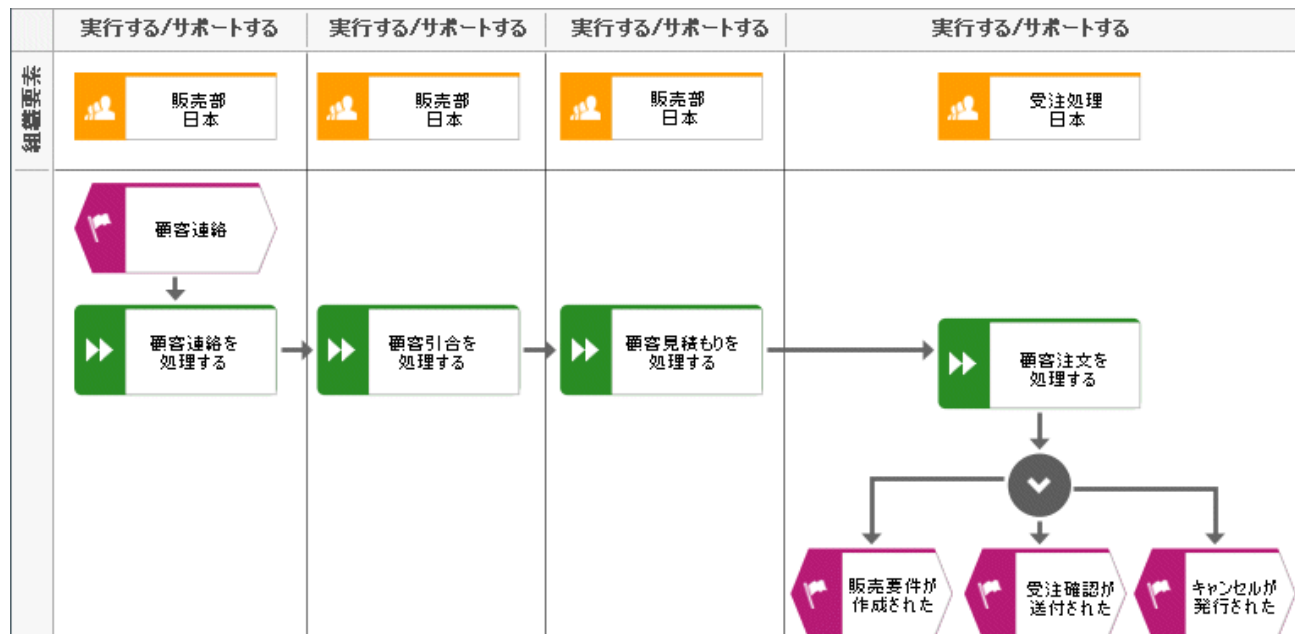 実行する/サポートする
実行する/サポートする
実行する/サポートする
実行する/サポートする
組織要素
販売部
日本
販売部
日本
販売部
日本
受注処理
日本
顧客連絡
顧客連絡を
処理する
顧客引合を
処理する
顧客見積もりを
処理する
顧客注文を
処理する
販売要件が
作成された
受注確認が
送付された
キャンセルが
発行された